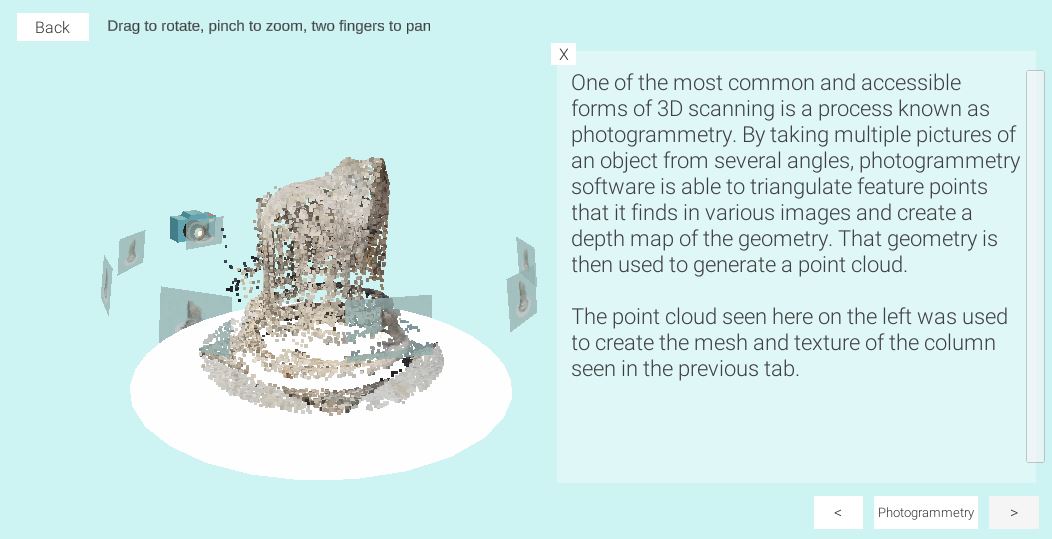 Back
Drag to rotate, pinch to zoom, two fingers to pan
X
One of the most common and accessible
forms of 3D scanning is a process known as
photogrammetry. By taking multiple pictures of
an object from several angles, photogrammetry
software is able to triangulate feature points
that it finds in various images and create a
depth map of the geometry. That geometry is
then used to generate a point cloud.
The point cloud seen here on the left was used
to create the mesh and texture of the column
seen in the previous tab.
<
Photogrammetry
>